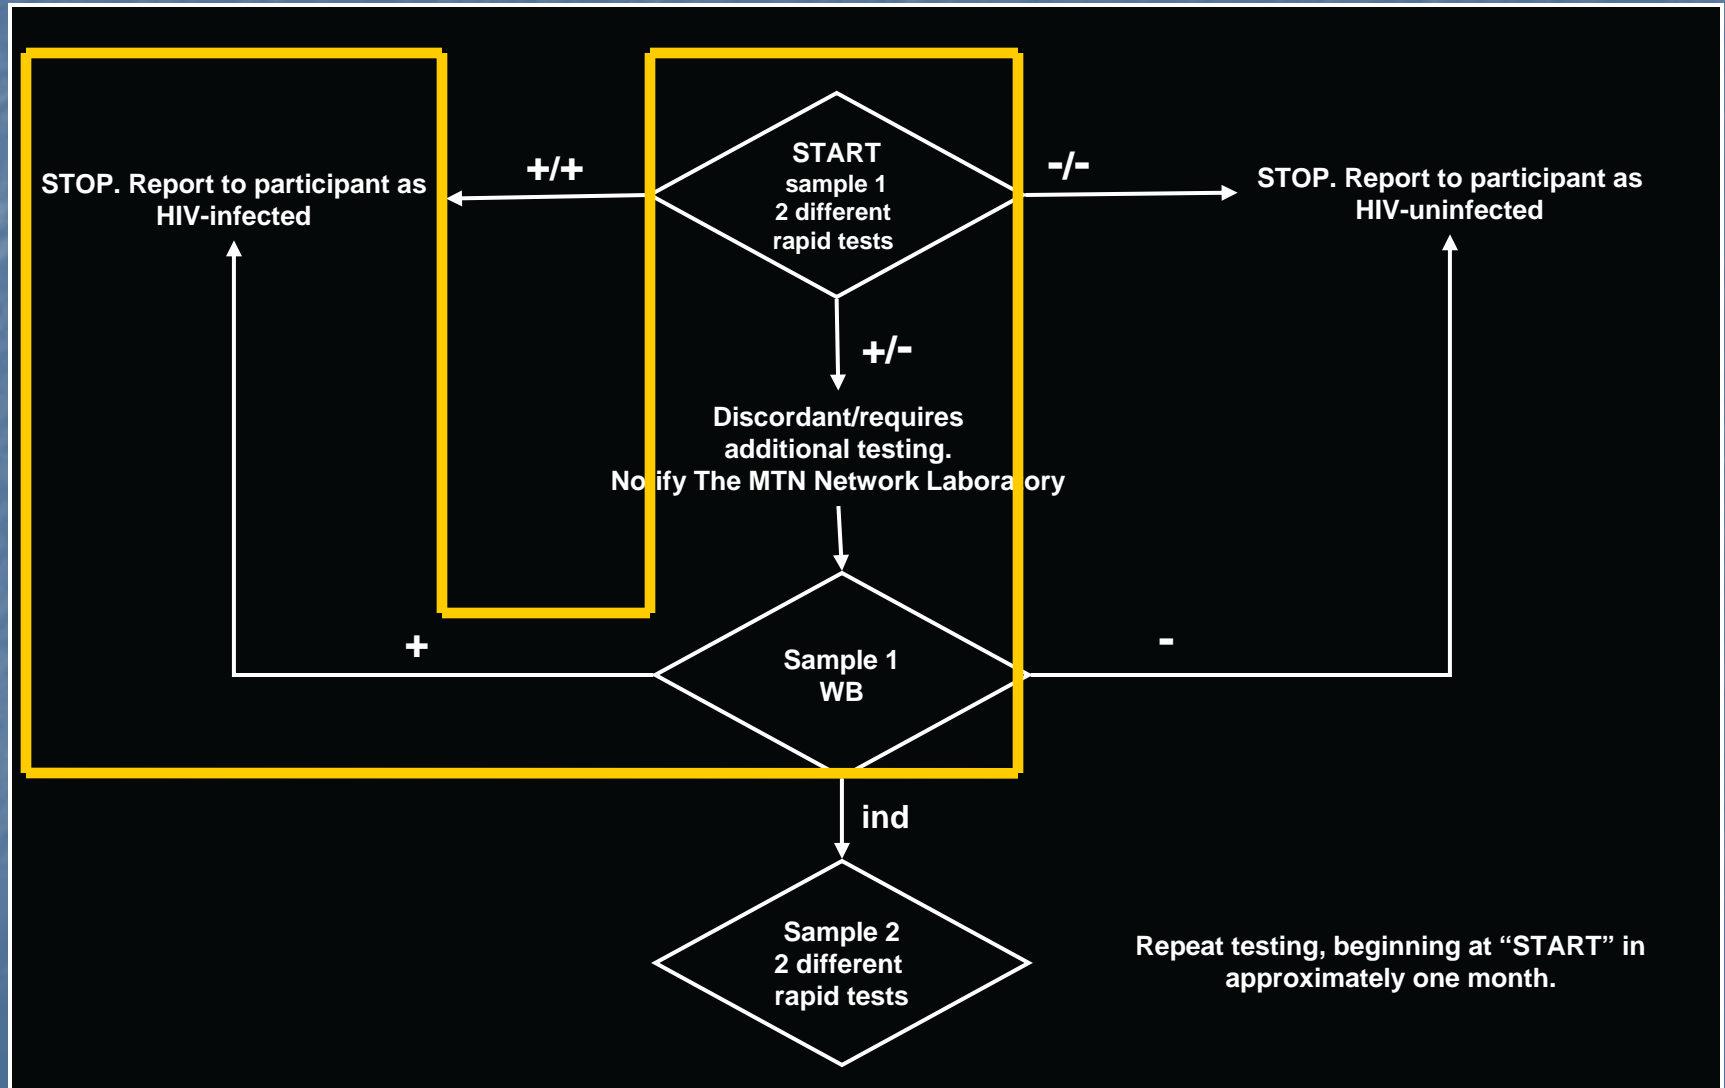 START
sample 1
2 different
rapid tests
+/+
-/-
STOP. Report to participant as
HIV-infected
STOP. Report to participant as
HIV-uninfected
+/-
Discordant/requires
additional testing.
Notify The MTN Network Laboratory
+
-
Sample 1
WB
ind
Sample 2
2 different
rapid tests
Repeat testing, beginning at “START” in
approximately one month.